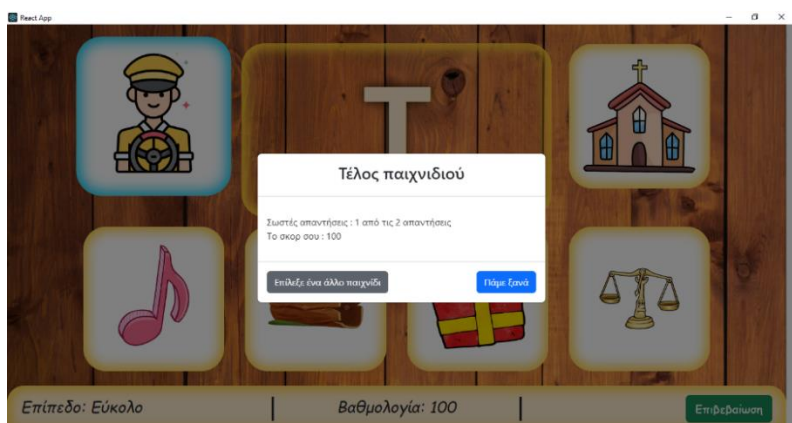 React App
Τ
Τέλος παιχνιδιού
Σωστές απαντήσεις : 1 από τις 2 απαντήσεις
Το σκορ σου : 100
Επίλεξε ένα άλλο παιχνίδι
Πάμε ξανά
Επίπεδο: Εύκολο
Βαθμολογία: 100
Επιβεβαίωση